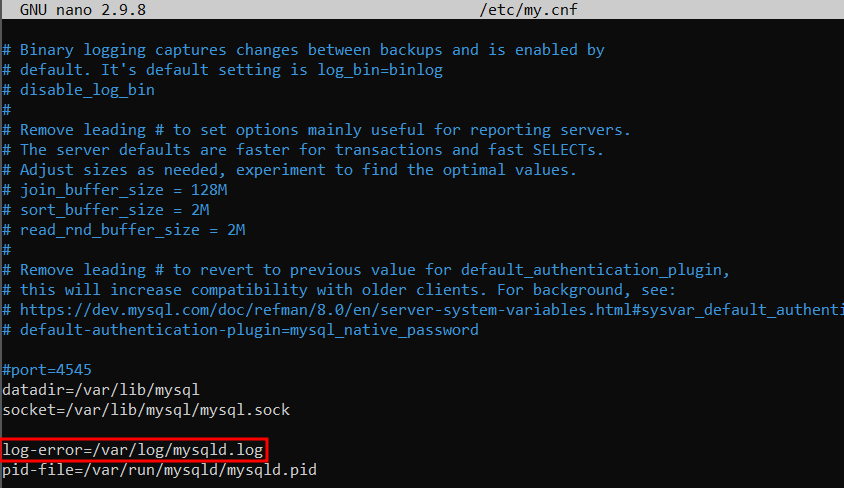 GNU nano 2.9.8 /etc/my.cnf
# Binary logging captures changes between backups and is enabled by
# default. It's default setting is log_bin=binlog
# disable_log_bin
#
# Remove leading # to set options mainly useful for reporting servers.
# The server defaults are faster for transactions and fast SELECTs.
# Adjust sizes as needed, experiment to find the optimal values.
# join_buffer_size = 128M
# sort_buffer_size = 2M
# read_rnd_buffer_size = 2M
#
# Remove leading # to revert to previous value for default_authentication_plugin,
# this will increase compatibility with older clients. For background, see:
# https://dev.mysql.com/doc/refman/8.0/en/server-system-variables.html#sysvar_default_authenti
# default-authentication-plugin=mysql_native_password
#port=4545
datadir=/var/lib/mysql
socket=/var/lib/mysql/mysql.sock
log-error=/var/log/mysqld.log
pid-file=/var/run/mysqld/mysqld.pid